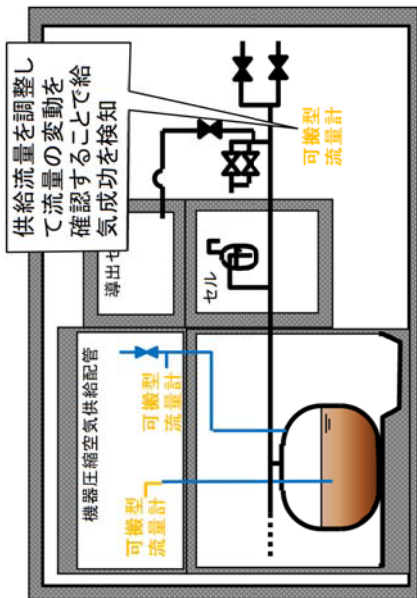 供給流量を調整し
て流量の変動を
確認することで給
気成功を検知
導出セ
セル
可搬型
流量計
機器圧縮空気供給配管
可搬型
流量計
可搬型
流量計